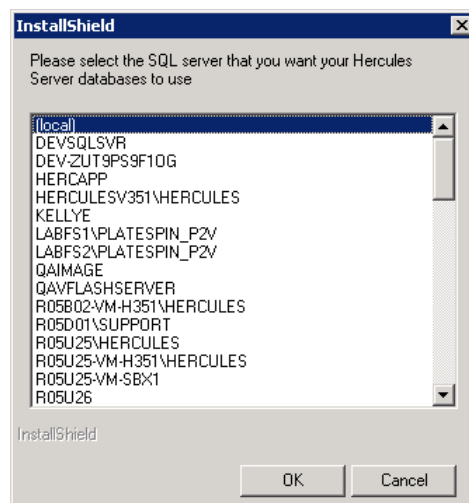 InstallShield
Please select the SQL server that you want your Hercules
Server databases to use
(local)
DEVSQLSVR
DEV-ZUT9PS9F1OG
HERCAPP
HERCULESV351\HERCULES
KELLYE
LABFS1\PLATESPIN_P2V
LABFS2\PLATESPIN_P2V
QAIMAGE
QAVFLASHSERVER
R05B02-VM-H351\HERCULES
R05D01\SUPPORT
R05U25\HERCULES
R05U25-VM-H351\HERCULES
R05U25-VM-SBX1
R05U26
InstallShield
OK
Cancel